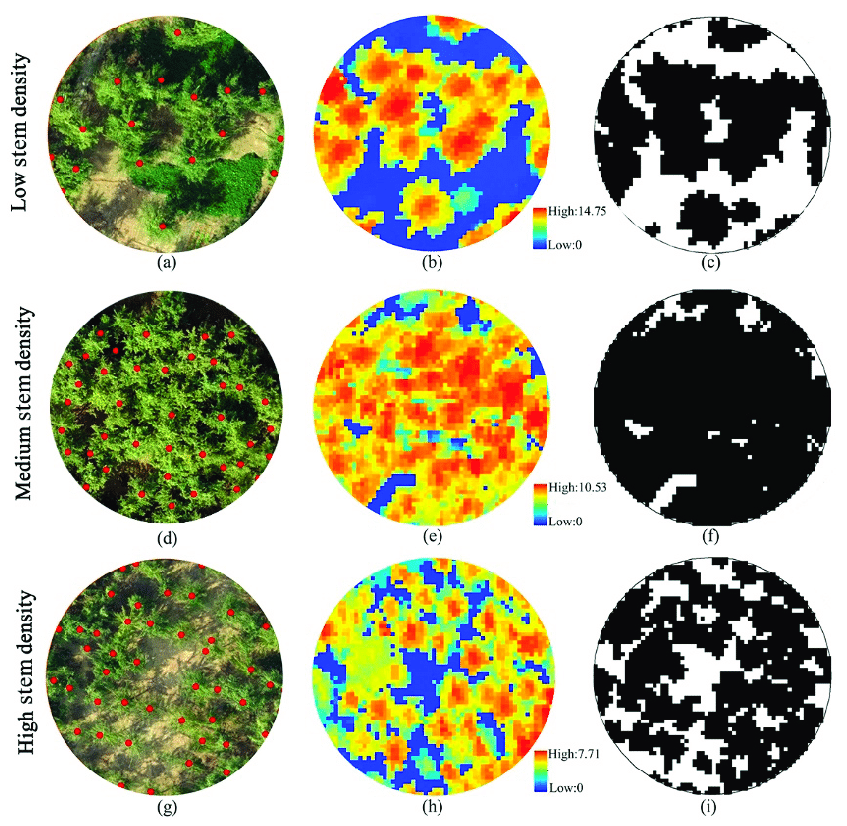 Low stem density
High:14.75
Low:0
(a)
(b)
(c)
Medium stem density
High:10.53
Low:0
(d)
(e)
(f)
High stem density
High:7.71
Low:0
(g)
(h)
(i)